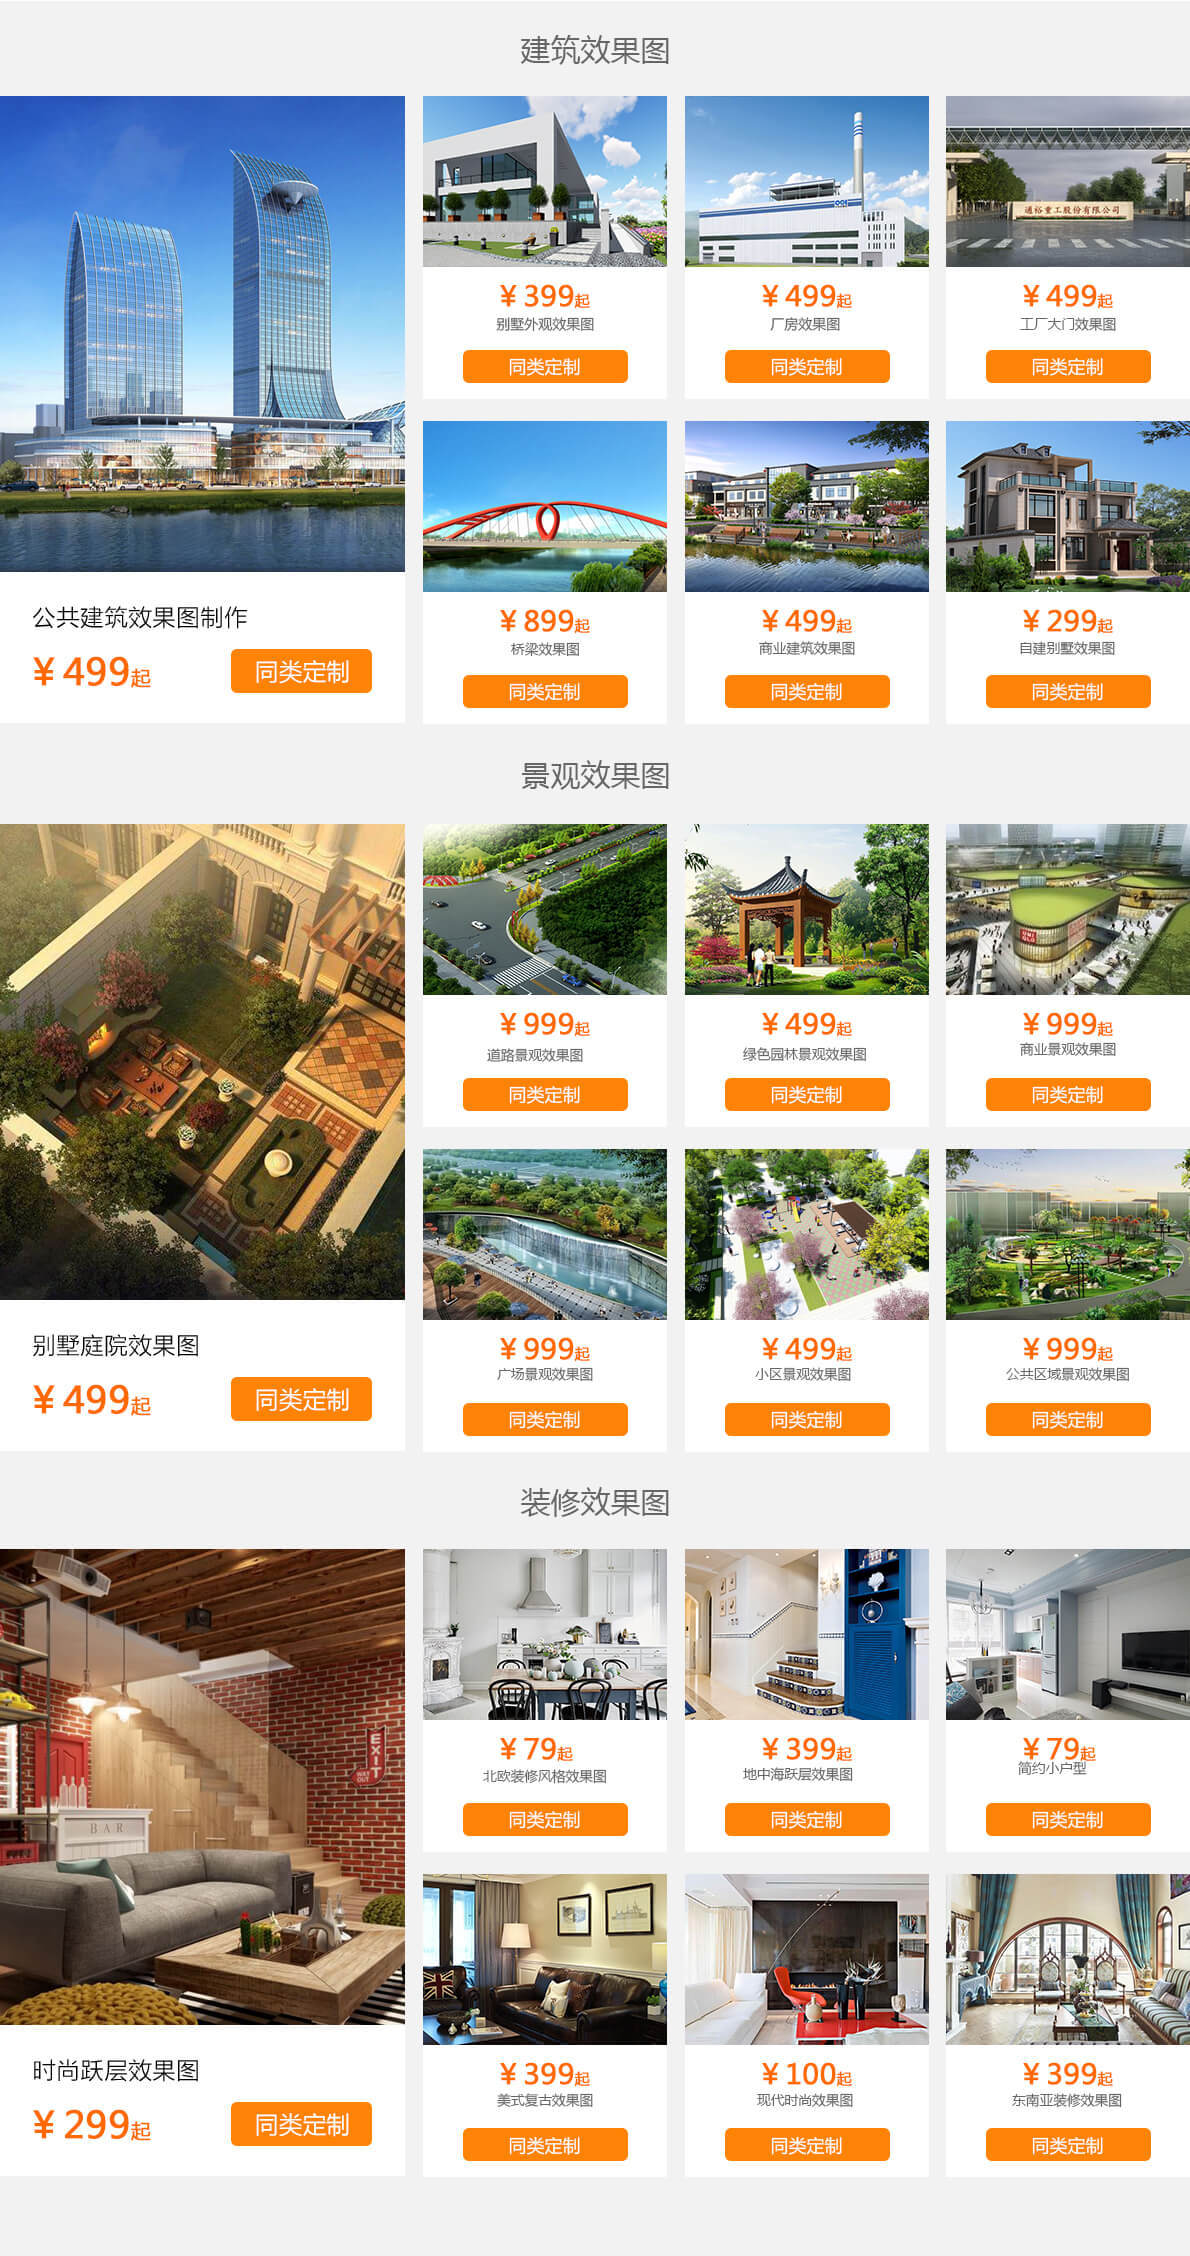 建筑效果图
公共建筑效果图制作
¥499起
同类定制
¥399起
别墅外观效果图
同类定制
¥499起
厂房效果图
同类定制
通裕重工股份有限公司
¥499起
工厂大门效果图
同类定制
¥899起
桥梁效果图
同类定制
¥499起
商业建筑效果图
同类定制
¥299起
自建别墅效果图
同类定制
景观效果图
别墅庭院效果图
¥499起
同类定制
¥999起
道路景观效果图
同类定制
¥499起
绿色园林景观效果图
同类定制
UNI
QLO
¥999起
商业景观效果图
同类定制
¥999起
广场景观效果图
同类定制
¥499起
小区景观效果图
同类定制
¥999起
公共区域景观效果图
同类定制
装修效果图
EXIT
WAY
OUT
BAR
时尚跃层效果图
¥299起
同类定制
¥79起
北欧装修风格效果图
同类定制
¥399起
地中海跃层效果图
同类定制
¥79起
简约小户型
同类定制
¥399起
美式复古效果图
同类定制
¥100起
现代时尚效果图
同类定制
¥399起
东南亚装修效果图
同类定制